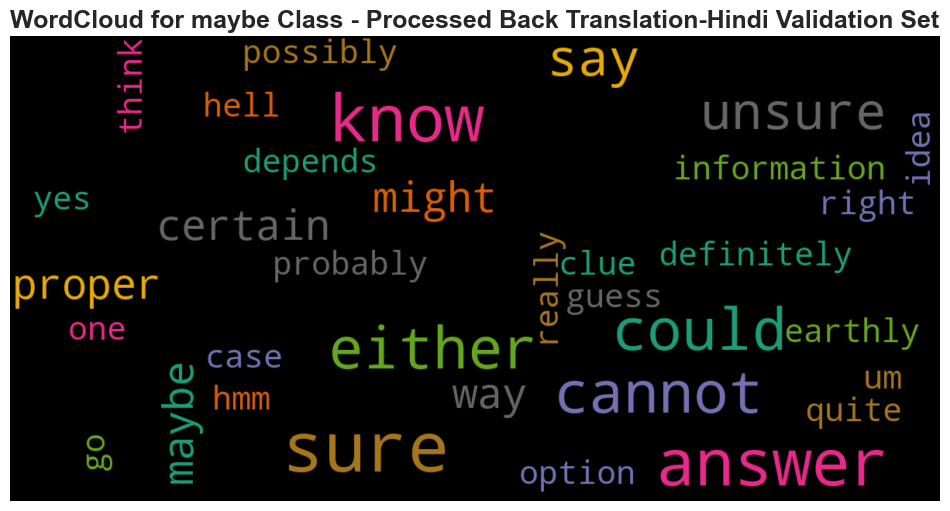 WordCloud for maybe Class - Processed Back Translation-Hindi Validation Set
think
possibly
say
hell
know
unsure
idea
depends
information
yes
might
right
certain
probably
really
clue
definitely
proper
guess
one
case
either
could
earthly
maybe
hmm
way
cannot
um
quite
go
sure
option
answer